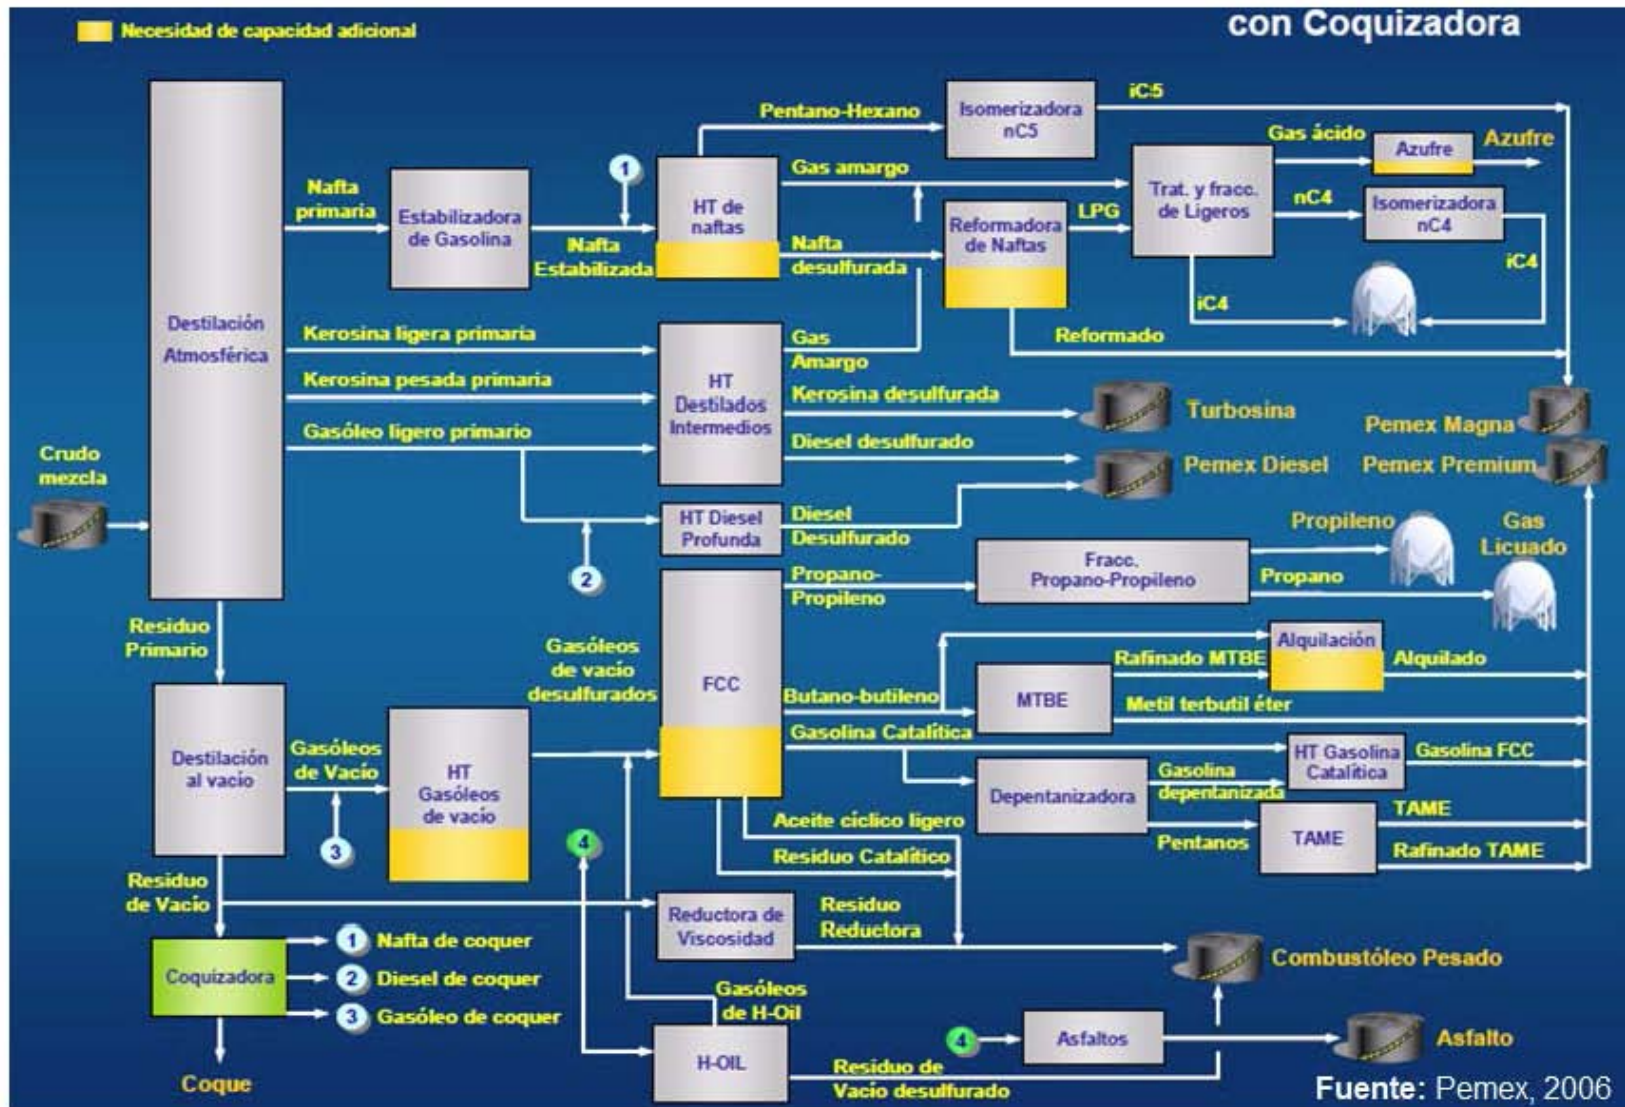 con Coquizadora
Necesidad de capacidad adicional
Destilación
Atmosférica
Crudo
mezcla
Nafta
primaria
Estabilizadora
de Gasolina
Nafta
Estabilizada
1
HT de
naftas
Pentano-Hexano
Isomerizadora
nC5
iC5
Gas amargo
Nafta
desulfurada
Reformadora
de Naftas
LPG
Trat. y fracc.
de Ligeros
Gas ácido
Azufre
Azufre
nC4
Isomerizadora
nC4
iC4
iC4
Reformado
Kerosina ligera primaria
Kerosina pesada primaria
Gasóleo ligero primario
HT
Destilados
Intermedios
Gas
Amargo
Kerosina desulfurada
Turbosina
Diesel desulfurado
Pemex Diesel
Pemex Magna
Pemex Premium
HT Diesel
Profunda
Diesel
Desulfurado
2
Propano-
Propileno
Fracc.
Propano-Propileno
Propileno
Propano
Gas
Licuado
Residuo
Primario
Gasóleos
de vacío
desulfurados
FCC
Butano-butileno
MTBE
Rafinado MTBE
Alquilación
Alquilado
Metil terbutil éter
Gasolina Catalítica
Depentanizadora
Gasolina
depentanizada
HT Gasolina
Catalítica
Gasolina FCC
Pentanos
TAME
TAME
Rafinado TAME
Destilación
al vacío
Gasóleos
de Vacío
3
HT
Gasóleos
de vacío
Aceite cíclico ligero
Residuo Catalítico
4
Residuo
de Vacío
Reductora de
Viscosidad
Residuo
Reductora
Combustóleo Pesado
Coquizadora
1 Nafta de coquer
2 Diesel de coquer
3 Gasóleo de coquer
Coque
Gasóleos
de H-Oil
H-OIL
Residuo de
Vacío desulfurado
4
Asfaltos
Asfalto
Fuente: Pemex, 2006